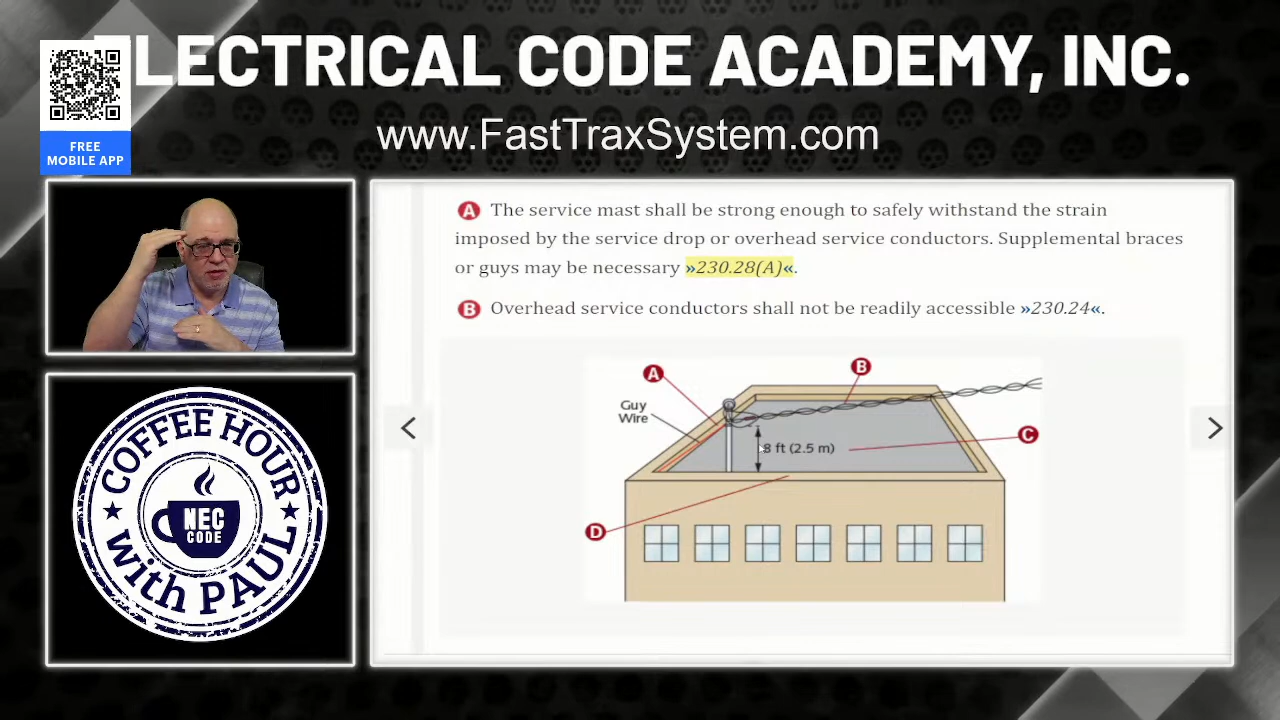 ELECTRICAL CODE ACADEMY, INC.
www.FastTraxSystem.com
FREE
MOBILE APP
A The service mast shall be strong enough to safely withstand the strain
imposed by the service drop or overhead service conductors. Supplemental braces
or guys may be necessary »230.28(A)«.
B Overhead service conductors shall not be readily accessible »230.24«.
A
B
Guy
Wire
C
8 ft (2.5 m)
D
COFFEE HOUR
NEC
CODE
with PAUL